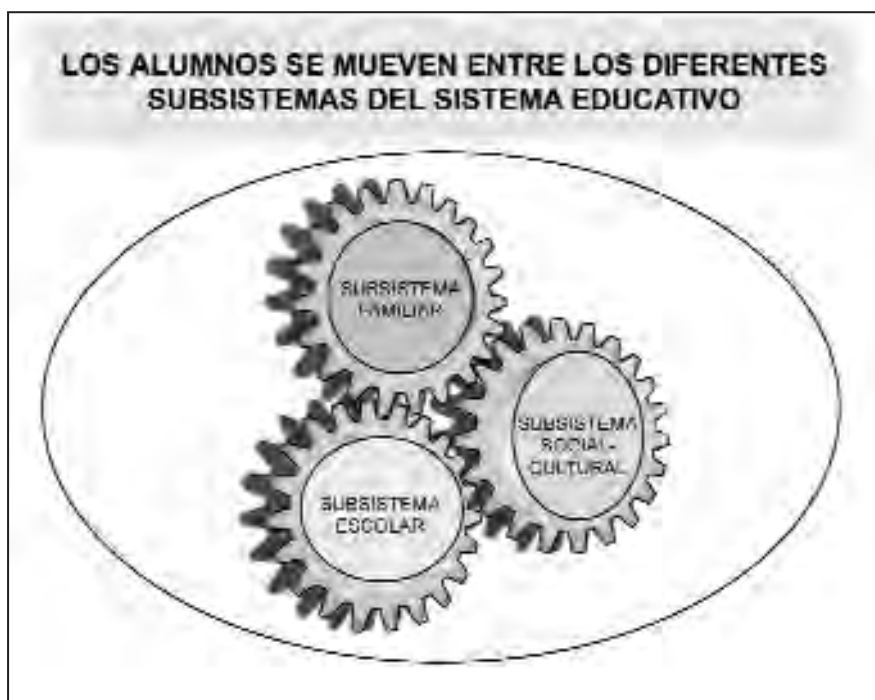 LOS ALUMNOS SE MUEVEN ENTRE LOS DIFERENTES
SUBSISTEMAS DEL SISTEMA EDUCATIVO
SUBSISTEMA
FAMILIAR
SUBSISTEMA
SOCIAL-
CULTURAL
SUBSISTEMA
ESCOLAR